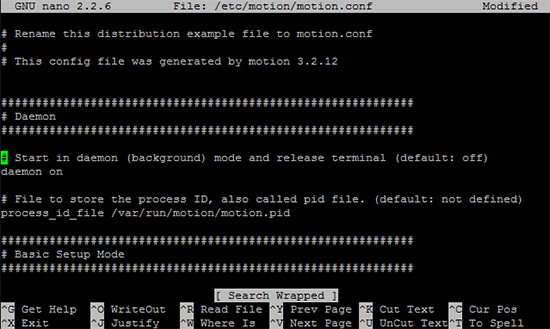 GNU nano 2.2.6 File: /etc/motion/motion.conf Modified
# Rename this distribution example file to motion.conf
#
# This config file was generated by motion 3.2.12
############################################################
# Daemon
############################################################
# Start in daemon (background) mode and release terminal (default: off)
daemon on
# File to store the process ID, also called pid file. (default: not defined)
process_id_file /var/run/motion/motion.pid
############################################################
# Basic Setup Mode
############################################################
[ Search Wrapped ]
^G Get Help ^O WriteOut ^R Read File ^Y Prev Page ^K Cut Text ^C Cur Pos
^X Exit ^J Justify ^W Where Is ^V Next Page ^U UnCut Text ^T To Spell